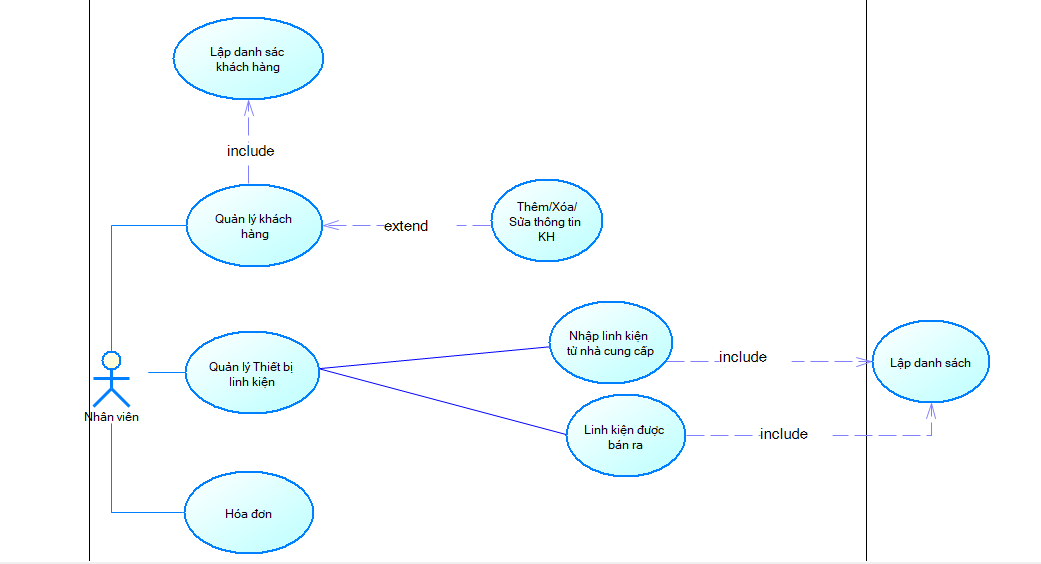 Lập danh sác
khách hàng
include
Quản lý khách
hàng
extend
Thêm/Xóa/
Sửa thông tin
KH
Nhập linh kiện
từ nhà cung cấp
include
Lập danh sách
Quản lý Thiết bị
linh kiện
Nhân viên
Linh kiện được
bán ra
include
Hóa đơn